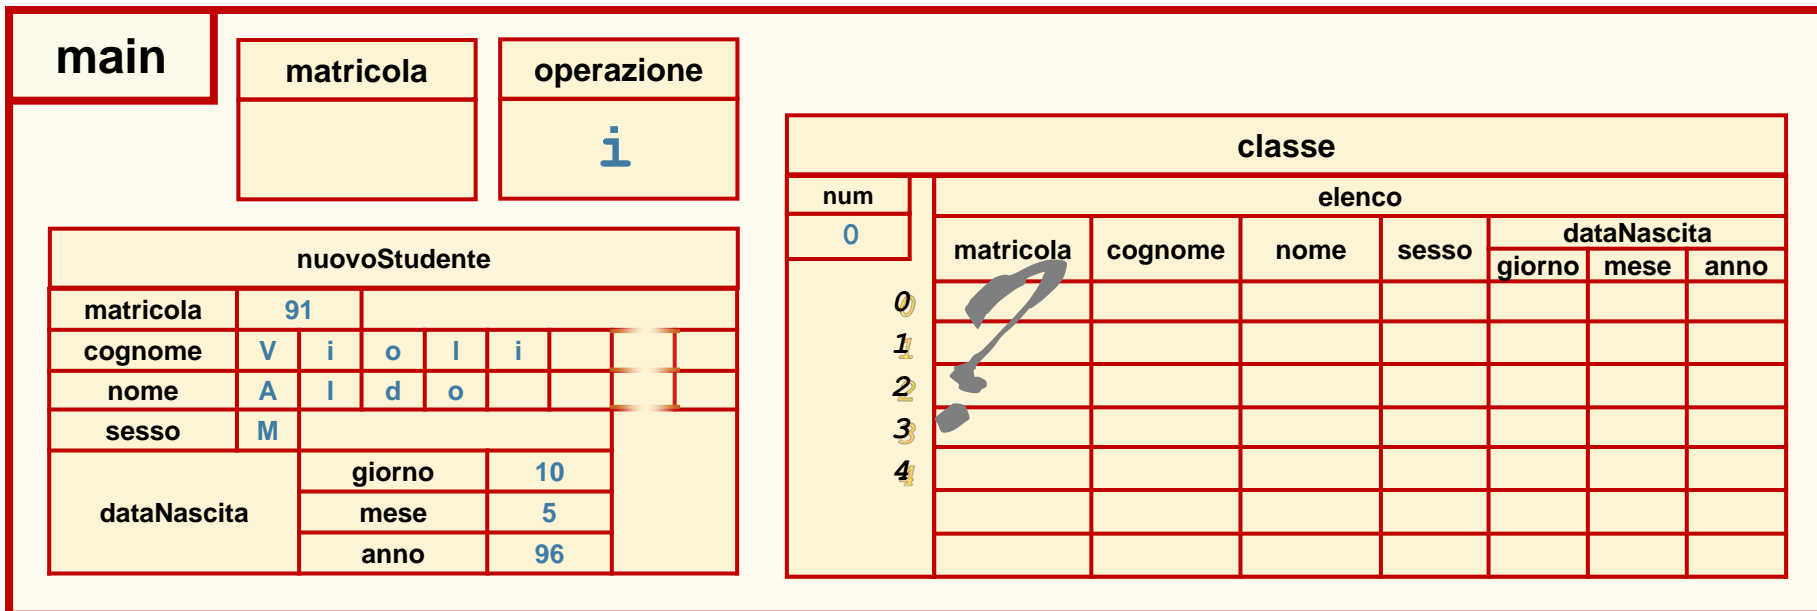 main
matricola
operazione
i
nuovoStudente
matricola 91
cognome V i o l i
nome A l d o
sesso M
dataNascita
giorno 10
mese 5
anno 96
classe
num
0
elenco
matricola cognome nome sesso dataNascita
giorno mese anno
0
1
2
3
4
?